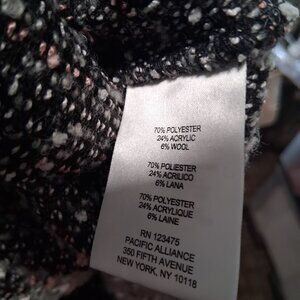 70% POLYESTER
24% ACRYLIC
6% WOOL
70% POLIESTER
24% ACRILICO
6% LANA
70% POLYESTER
24% ACRYLIQUE
6% LAINE
RN 123475
PACIFIC ALLIANCE
350 FIFTH AVENUE
NEW YORK, NY 10118